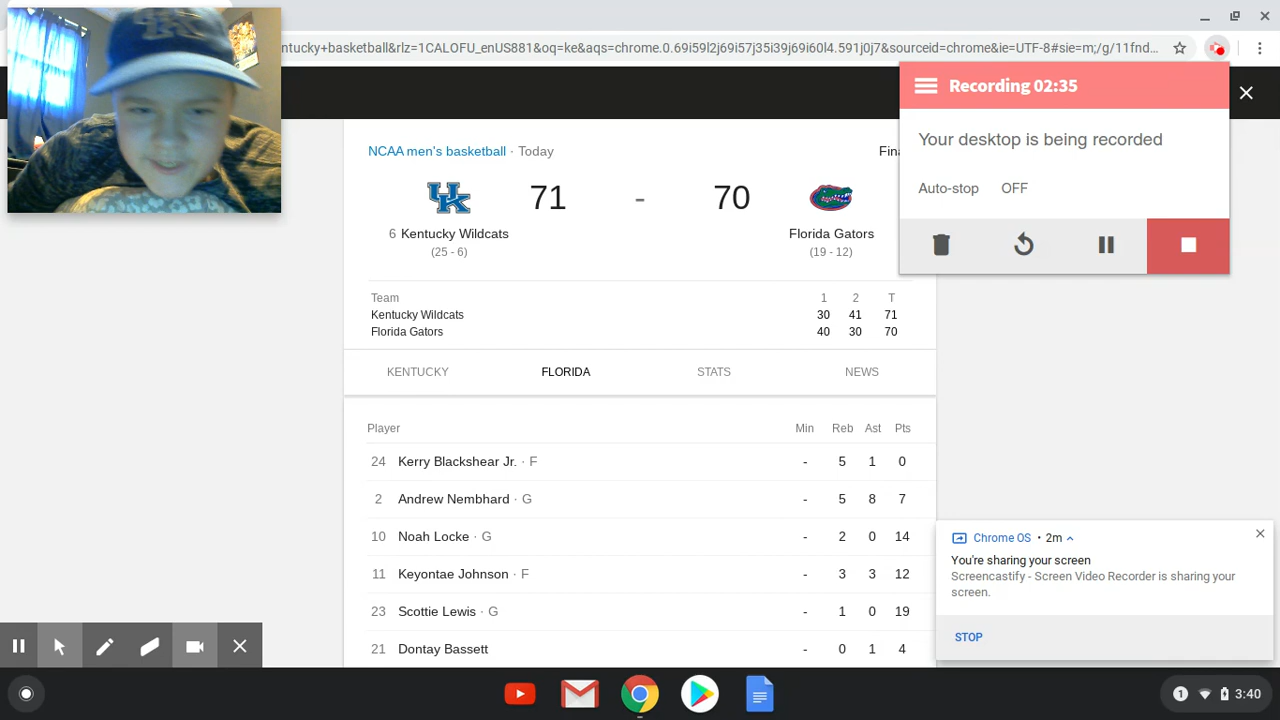 ntucky+basketball&rlz=1CALOFU_enUS881&oq=ke&aqs=chrome.0.69i59l2j69i57j35i39j69i60l4.591j0j7&sourceid=chrome&ie=UTF-8#sie=m;/g/11fnd...
Recording 02:35
Your desktop is being recorded
Auto-stop OFF
NCAA men's basketball · Today
Fina
UK
71 - 70
6 Kentucky Wildcats
Florida Gators
(25 - 6)
(19 - 12)
Team 1 2 T
Kentucky Wildcats 30 41 71
Florida Gators 40 30 70
KENTUCKY FLORIDA STATS NEWS
Player Min Reb Ast Pts
24 Kerry Blackshear Jr. · F - 5 1 0
2 Andrew Nembhard · G - 5 8 7
10 Noah Locke · G - 2 0 14
11 Keyontae Johnson · F - 3 3 12
23 Scottie Lewis · G - 1 0 19
21 Dontay Bassett - 0 1 4
Chrome OS • 2m
You're sharing your screen
Screencastify - Screen Video Recorder is sharing your
screen.
STOP
1 3:40